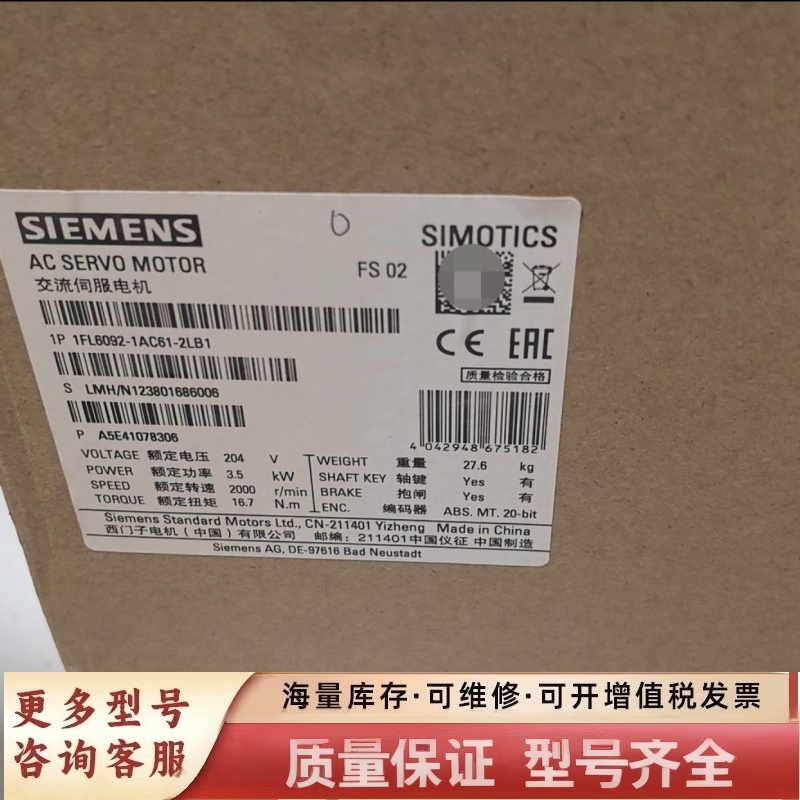 SIEMENS
SIMOTICS
AC SERVO MOTOR
FS 02
交流伺服电机
1P 1FL6092-1AC61-2LB1
CE EAC
质量检验合格
S LMH/N123801686006
P A5E41078306
4 042948 675182
VOLTAGE 额定电压 204 V
POWER 额定功率 3.5 kW
SPEED 额定转速 2000 r/min
TORQUE 额定扭矩 16.7 N.m
WEIGHT 重量 27.6 kg
SHAFT KEY 轴键 Yes 有
BRAKE 抱闸 Yes 有
ENC. 编码器 ABS. MT. 20-bit
Siemens Standard Motors Ltd., CN-211401 Yizheng Made in China
西门子电机（中国）有限公司 邮编：211401中国仪征 中国制造
Siemens AG, DE-97616 Bad Neustadt
更多型号
咨询客服
海量库存·可维修·可开增值税发票
质量保证 型号齐全